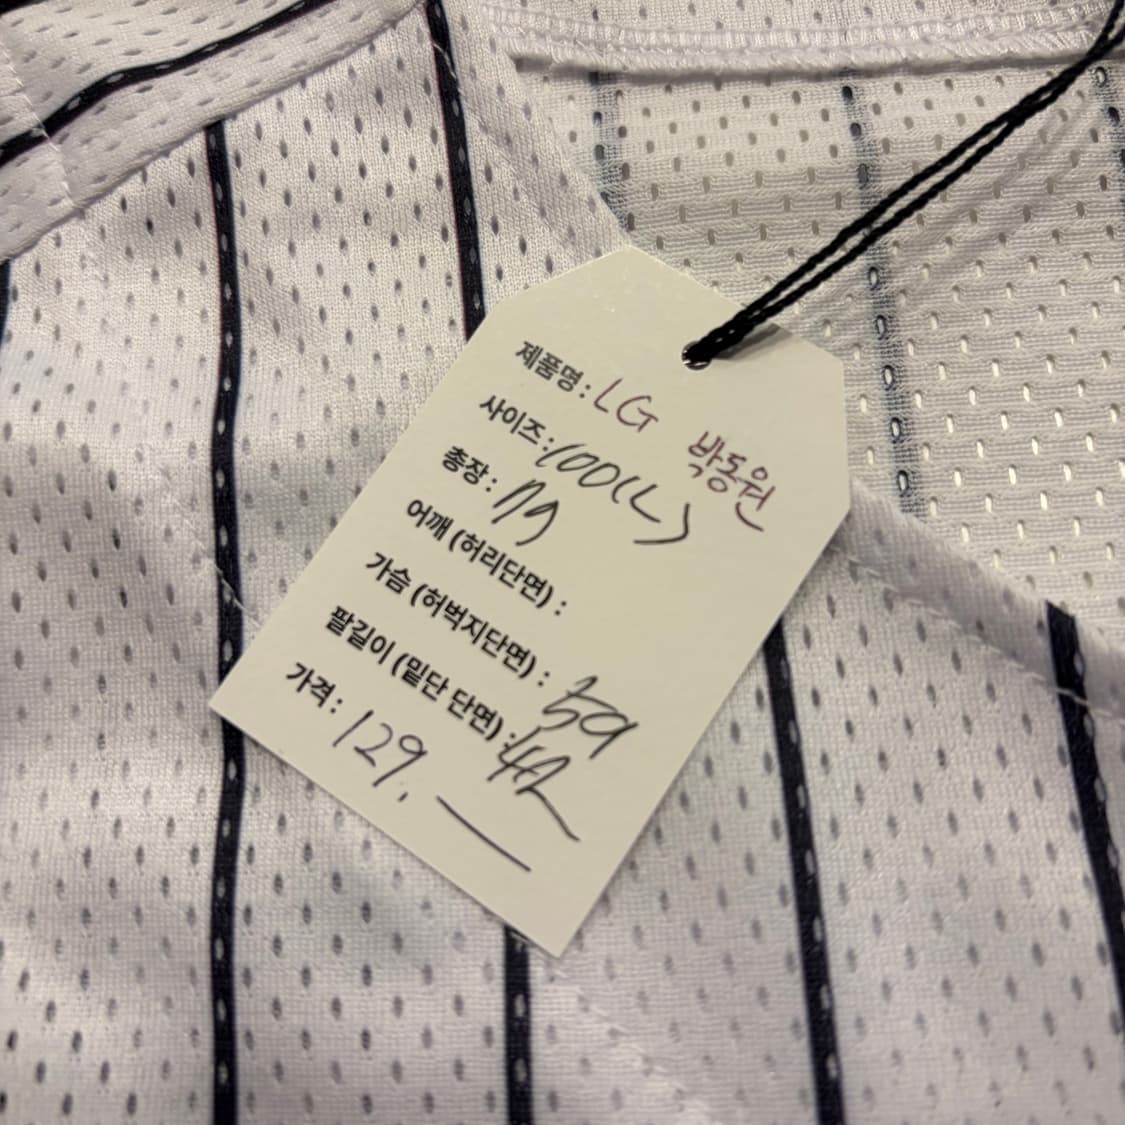 제품명 : LG 박동원
사이즈 : 100(L)
총장 : 79
어깨 (허리단면) :
가슴 (허벅지단면) : 59
팔길이 (밑단 단면) : 42
가격 : 129,—